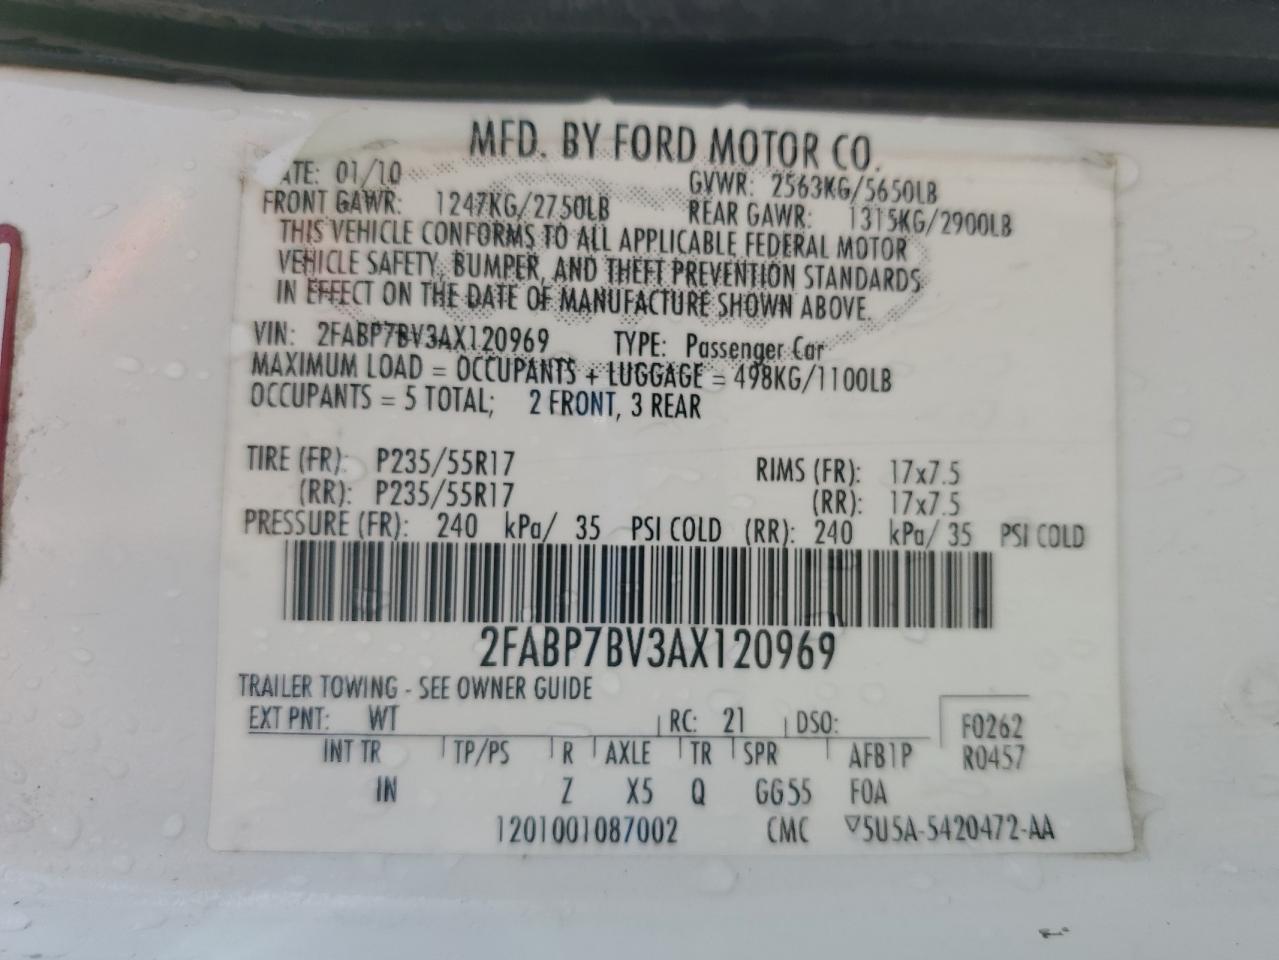 MFD. BY FORD MOTOR CO.
DATE: 01/10 GVWR: 2563KG/5650LB
FRONT GAWR: 1247KG/2750LB REAR GAWR: 1315KG/2900LB
THIS VEHICLE CONFORMS TO ALL APPLICABLE FEDERAL MOTOR
VEHICLE SAFETY, BUMPER, AND THEFT PREVENTION STANDARDS
IN EFFECT ON THE DATE OF MANUFACTURE SHOWN ABOVE.
VIN: 2FABP7BV3AX120969 TYPE: Passenger Car
MAXIMUM LOAD = OCCUPANTS + LUGGAGE = 498KG/1100LB
OCCUPANTS = 5 TOTAL; 2 FRONT, 3 REAR
TIRE (FR): P235/55R17 RIMS (FR): 17x7.5
(RR): P235/55R17 (RR): 17x7.5
PRESSURE (FR): 240 kPa/ 35 PSI COLD (RR): 240 kPa/ 35 PSI COLD
2FABP7BV3AX120969
TRAILER TOWING - SEE OWNER GUIDE
EXT PNT: WT RC: 21 DSO: F0262
INT TR TP/PS R AXLE TR SPR AFB1P R0457
IN Z X5 Q GG55 FOA
1201001087002 CMC ▽5U5A-5420472-AA